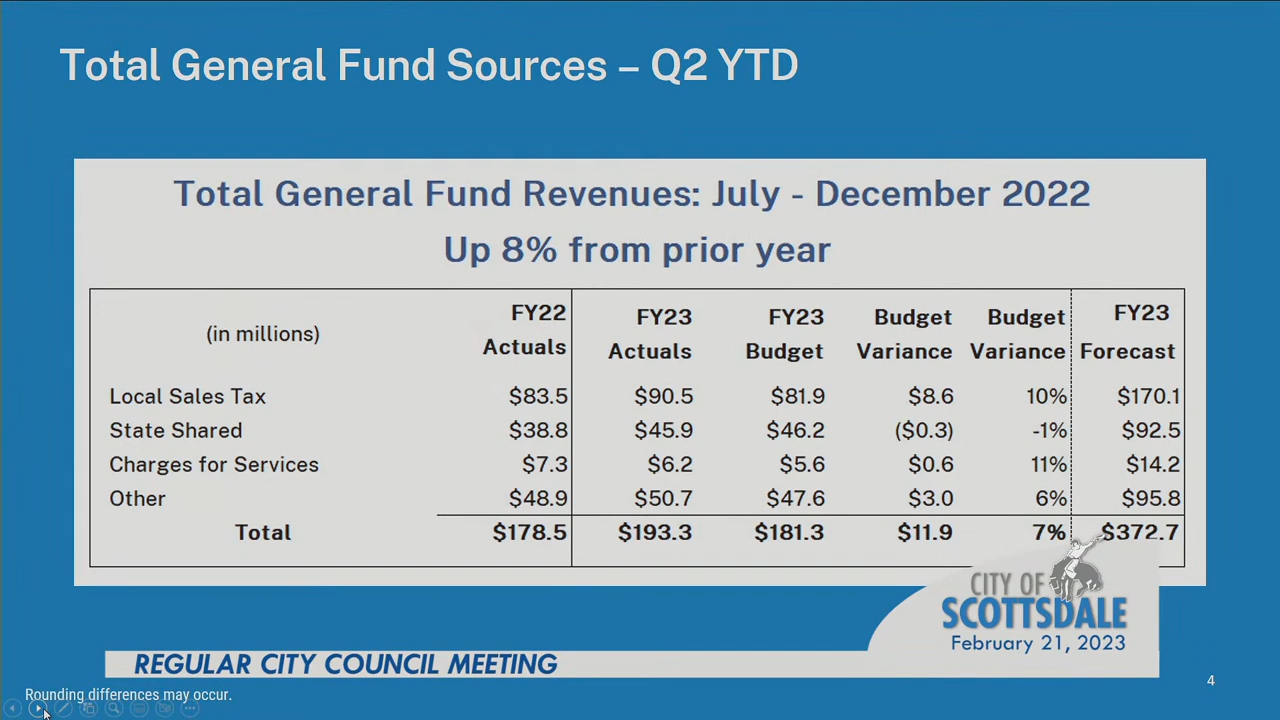 Total General Fund Sources – Q2 YTD
Total General Fund Revenues: July - December 2022
Up 8% from prior year
(in millions) FY22 Actuals FY23 Actuals FY23 Budget Budget Variance Budget Variance FY23 Forecast
Local Sales Tax $83.5 $90.5 $81.9 $8.6 10% $170.1
State Shared $38.8 $45.9 $46.2 ($0.3) -1% $92.5
Charges for Services $7.3 $6.2 $5.6 $0.6 11% $14.2
Other $48.9 $50.7 $47.6 $3.0 6% $95.8
Total $178.5 $193.3 $181.3 $11.9 7% $372.7
CITY OF
SCOTTSDALE
February 21, 2023
REGULAR CITY COUNCIL MEETING
4
Rounding differences may occur.